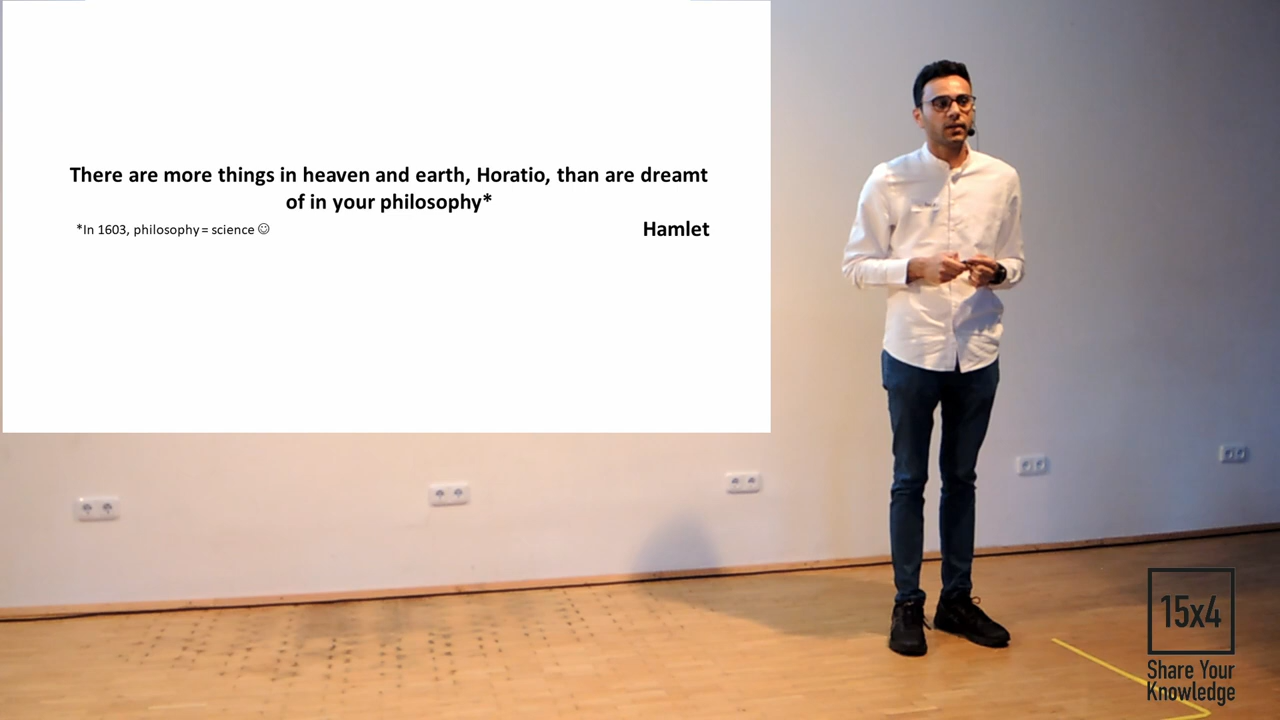 There are more things in heaven and earth, Horatio, than are dreamt
of in your philosophy*
*In 1603, philosophy = science ☺
Hamlet
15x4
Share Your
Knowledge